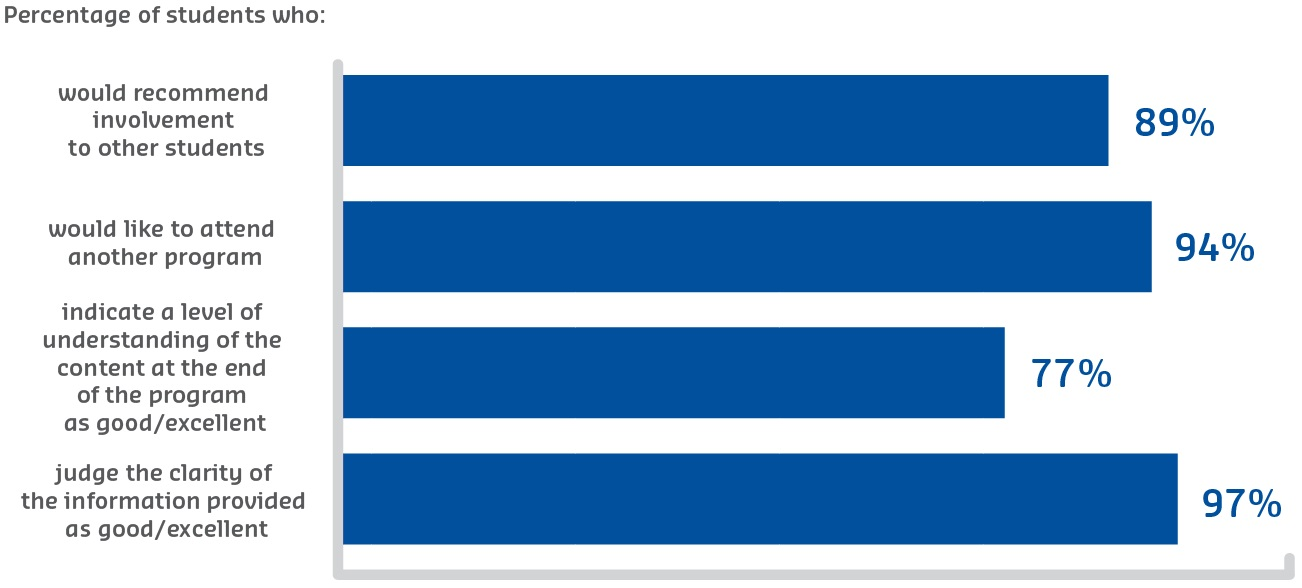 Percentage of students who:
would recommend
involvement
to other students
89%
would like to attend
another program
94%
indicate a level of
understanding of the
content at the end
of the program
as good/excellent
77%
judge the clarity of
the information provided
as good/excellent
97%